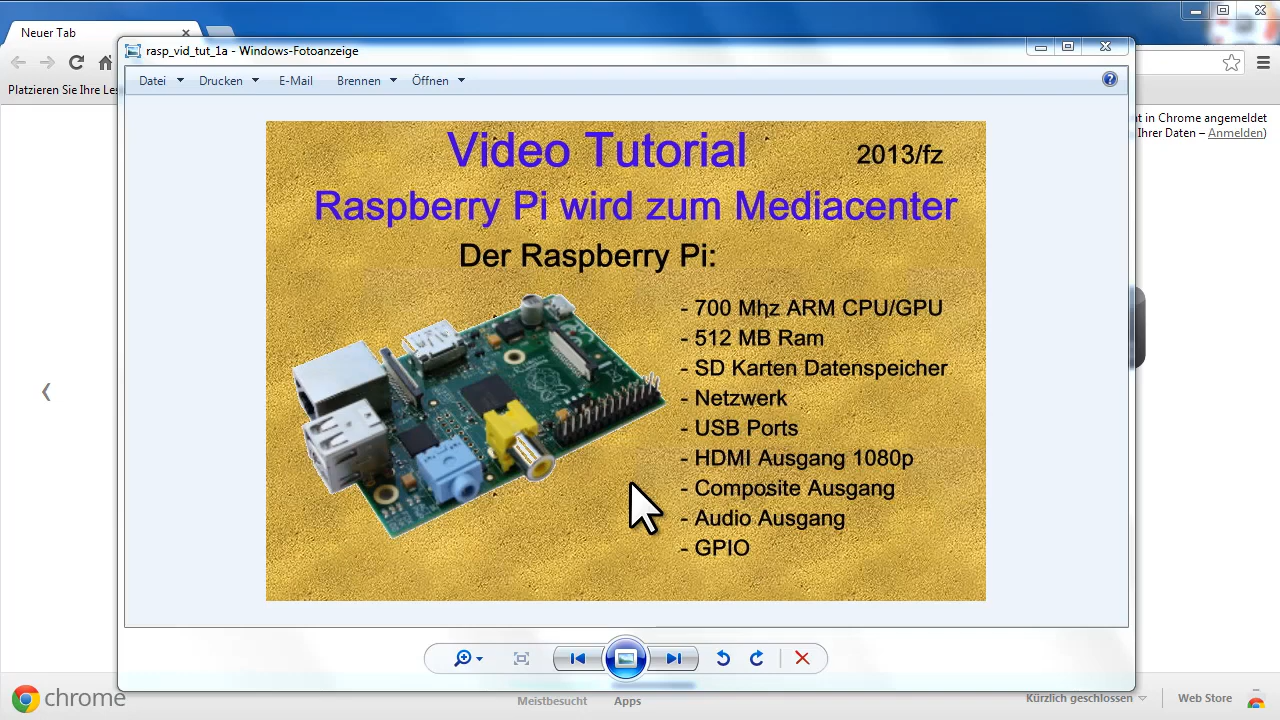 Neuer Tab
rasp_vid_tut_1a - Windows-Fotoanzeige
Datei Drucken E-Mail Brennen Öffnen
Platzieren Sie Ihre Les
t in Chrome angemeldet
Ihrer Daten – Anmelden)
Video Tutorial
2013/fz
Raspberry Pi wird zum Mediacenter
Der Raspberry Pi:
- 700 Mhz ARM CPU/GPU
- 512 MB Ram
- SD Karten Datenspeicher
- Netzwerk
- USB Ports
- HDMI Ausgang 1080p
- Composite Ausgang
- Audio Ausgang
- GPIO
chrome
Meistbesucht
Apps
Kürzlich geschlossen
Web Store